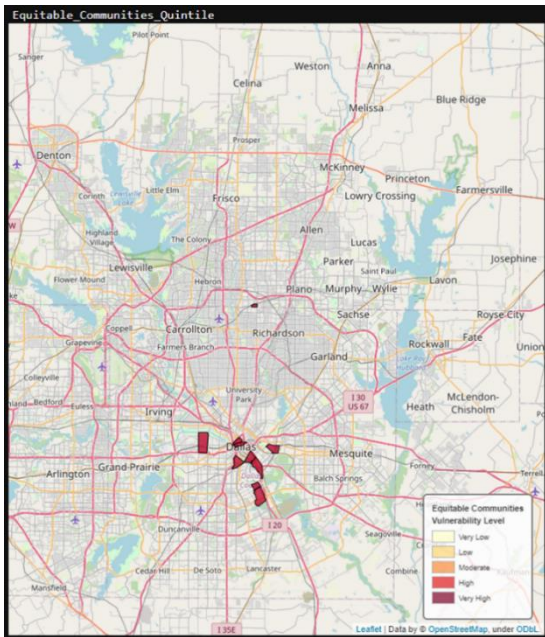 Equitable_Communities_Quintile
Pilot Point
Sanger
Weston
Anna
Celina
Blue Ridge
Melissa
Prosper
Denton
McKinney
Princeton
Farmersville
Little Elm
Corinth
Lewisville
Lake
Frisco
Lowry Crossing
Highland
Village
The Colony
Allen
Lucas
Josephine
Parker
Saint Paul
Lewisville
Flower Mound
Hebron
Plano
Murphy
Wylie
Lavon
Sachse
Royse City
Coppell
Carrollton
Richardson
Grapevine
Farmers Branch
Garland
Rockwall
Fate
Union
Colleyville
University
Park
I 30
US 67
McLendon-
Chisholm
Bedford
Euless
Irving
Heath
Dallas
Mesquite
Arlington
Grand Prairie
Forney
Terrell
Balch Springs
Duncanville
I 20
Seagoville
Cedar Hill
De Soto
Lancaster
Combine
Mansfield
I 35E
Equitable Communities
Vulnerability Level
Very Low
Low
Moderate
High
Very High
Leaflet | Data by © OpenStreetMap, under ODbL.